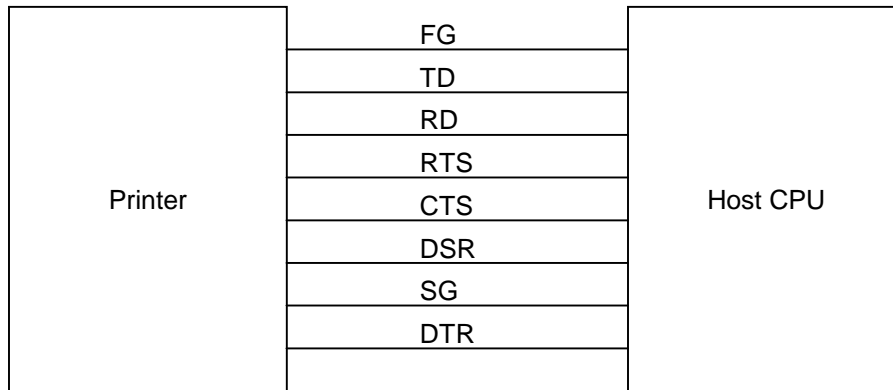 FG
TD
RD
RTS
Printer
CTS
Host CPU
DSR
SG
DTR